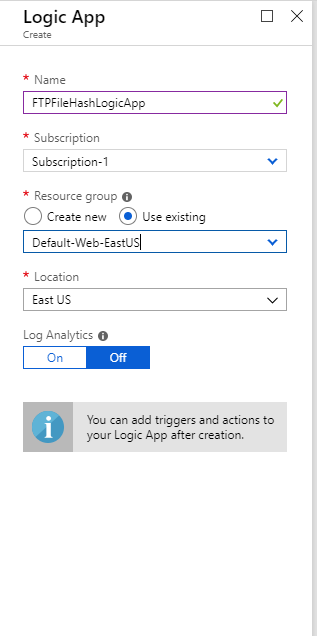 Logic App
Create
* Name
FTPFileHashLogicApp
* Subscription
Subscription-1
* Resource group
Create new Use existing
Default-Web-EastUS
* Location
East US
Log Analytics
On Off
You can add triggers and actions to
your Logic App after creation.